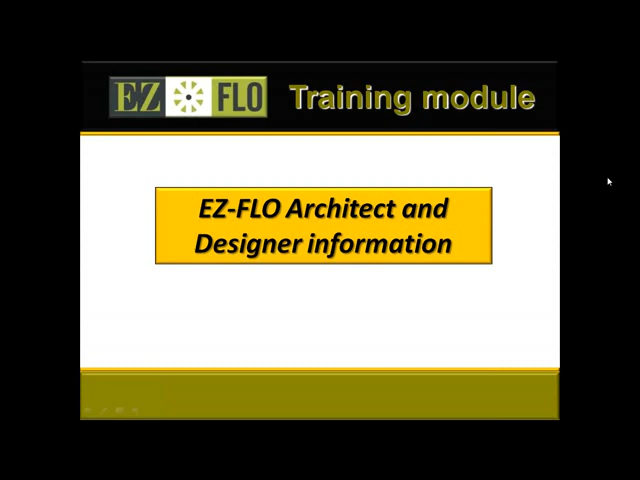 EZ FLO Training module
EZ-FLO Architect and
Designer information